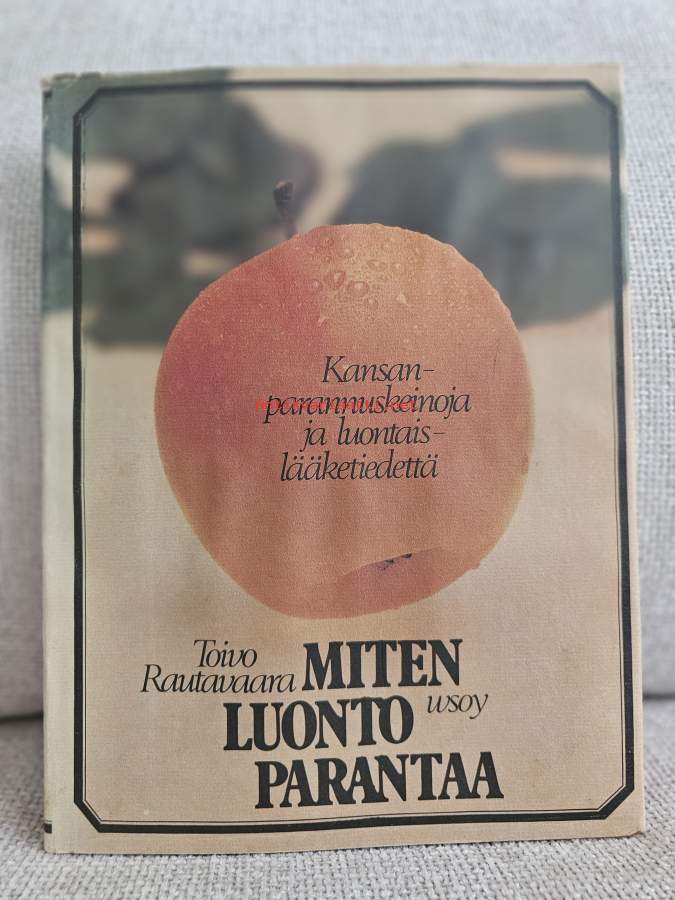 Kansan-
parannuskeinoja
ja luontais-
lääketiedettä
Toivo
Rautavaara
MITEN
LUONTO
PARANTAA
wsoy